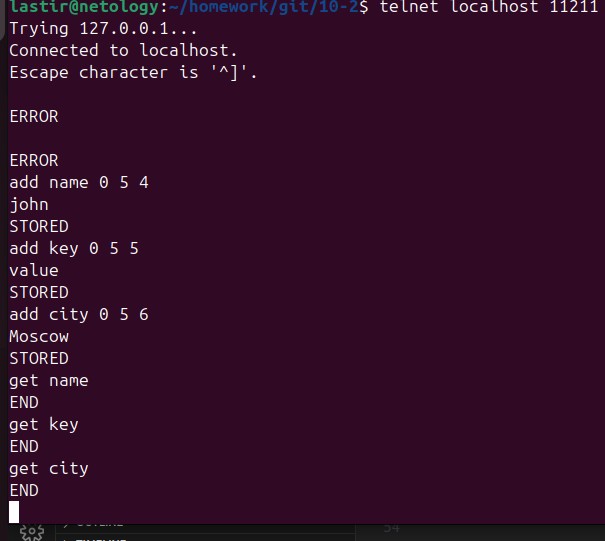 lastir@netology:~/homework/git/10-2$ telnet localhost 11211
Trying 127.0.0.1...
Connected to localhost.
Escape character is '^]'.
ERROR
ERROR
add name 0 5 4
john
STORED
add key 0 5 5
value
STORED
add city 0 5 6
Moscow
STORED
get name
END
get key
END
get city
END
54